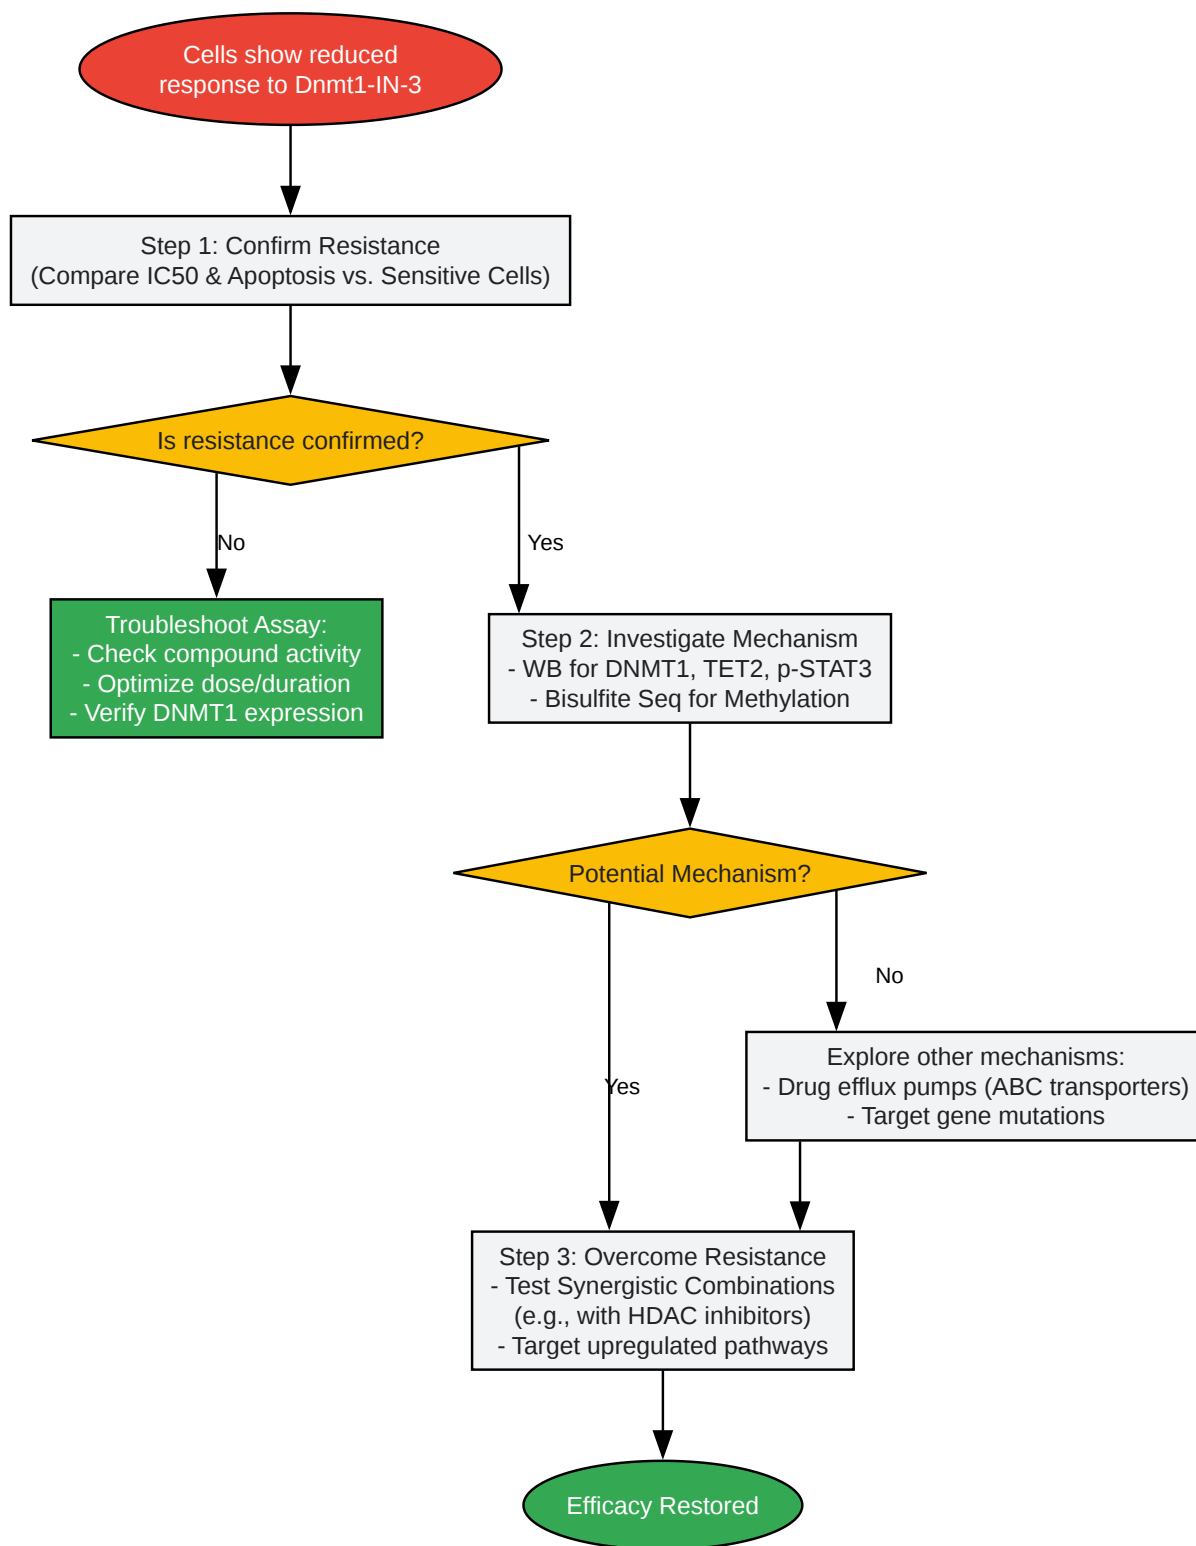 Cells show reduced
response to Dnmt1-IN-3
Step 1: Confirm Resistance
(Compare IC50 & Apoptosis vs. Sensitive Cells)
Is resistance confirmed?
No
Yes
Troubleshoot Assay:
- Check compound activity
- Optimize dose/duration
- Verify DNMT1 expression
Step 2: Investigate Mechanism
- WB for DNMT1, TET2, p-STAT3
- Bisulfite Seq for Methylation
Potential Mechanism?
No
Yes
Explore other mechanisms:
- Drug efflux pumps (ABC transporters)
- Target gene mutations
Step 3: Overcome Resistance
- Test Synergistic Combinations
(e.g., with HDAC inhibitors)
- Target upregulated pathways
Efficacy Restored